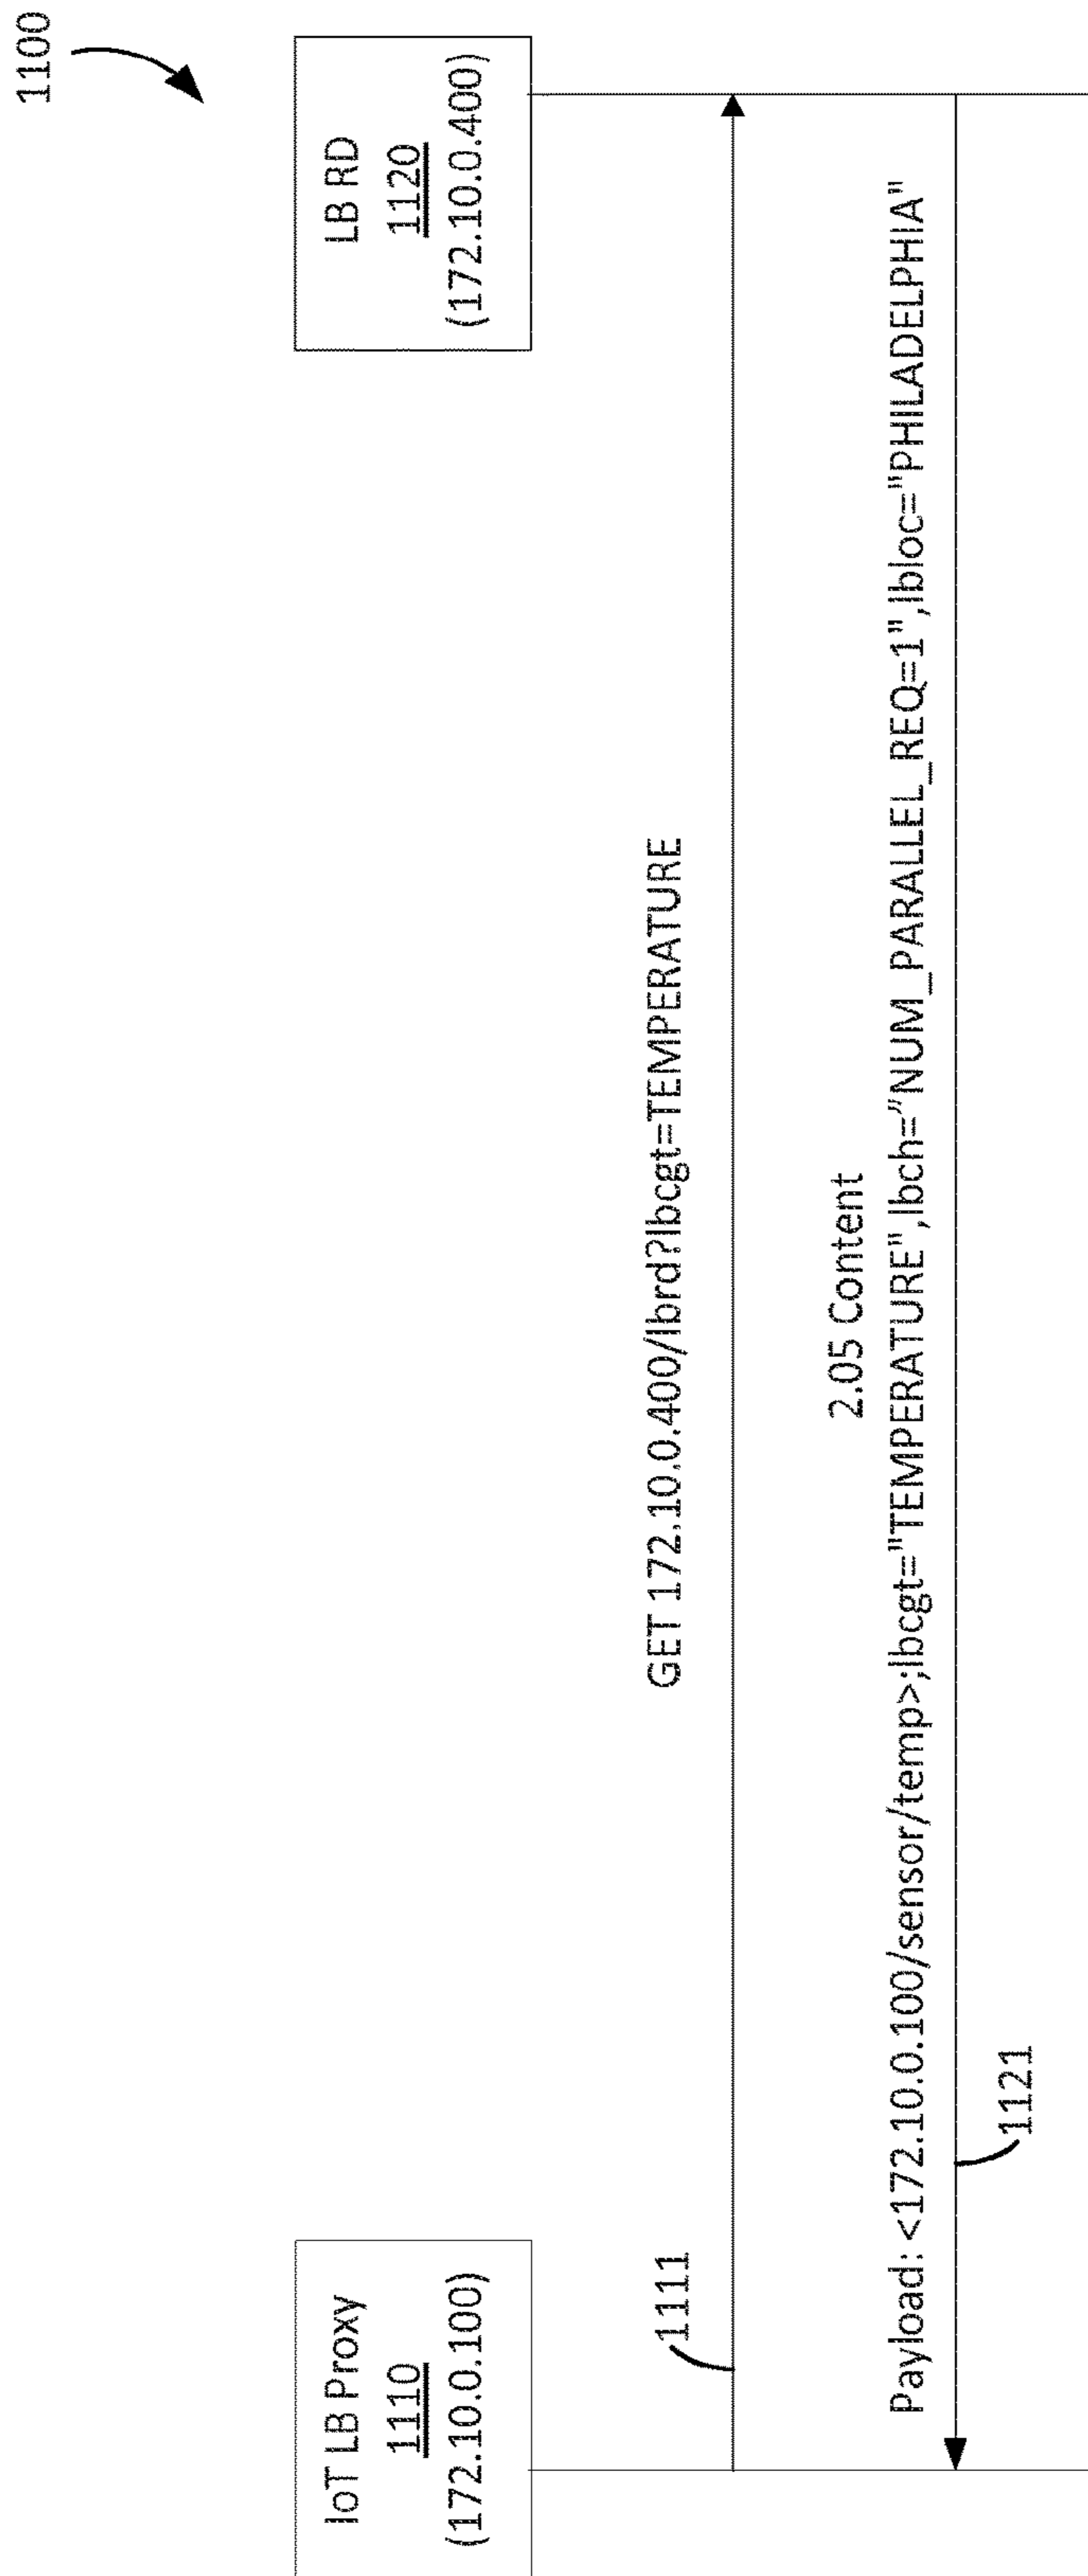 1100
IoT LB Proxy
1110
(172.10.0.100)
LB RD
1120
(172.10.0.400)
GET 172.10.0.400/lbrd?lbcgt=TEMPERATURE
1111
2.05 Content
Payload: <172.10.0.100/sensor/temp>;lbcgt="TEMPERATURE",lbch="NUM_PARALLEL_REQ=1",lbloc="PHILADELPHIA"
1121